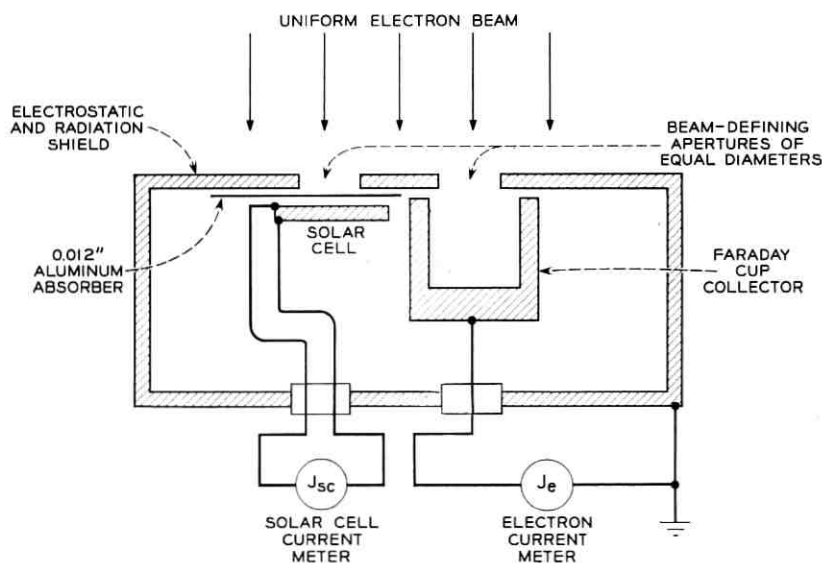 UNIFORM ELECTRON BEAM
ELECTROSTATIC
AND RADIATION
SHIELD
BEAM-DEFINING
APERTURES OF
EQUAL DIAMETERS
SOLAR
CELL
0.012"
ALUMINUM
ABSORBER
FARADAY
CUP
COLLECTOR
Jsc
Je
SOLAR CELL
CURRENT
METER
ELECTRON
CURRENT
METER